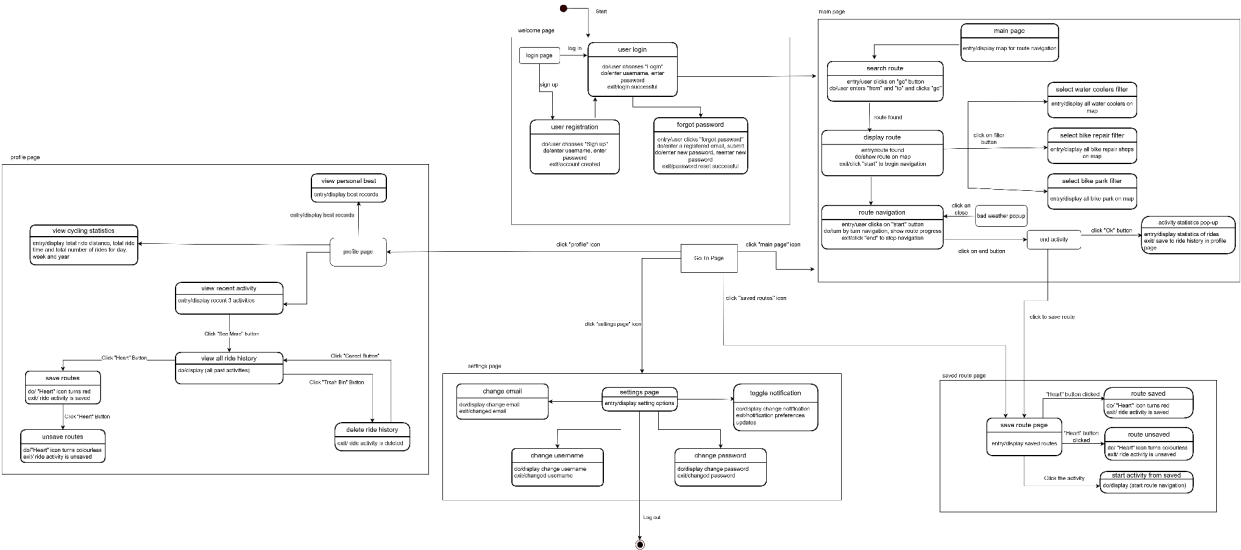 Start
welcome page
login page
log in
sign up
user login
do/user chooses "Login"
do/enter username, enter
password
exit/login successful
user registration
do/user chooses "Sign up"
do/enter username, enter
password
exit/account created
forgot password
entry/user clicks "forgot password"
do/enter a registered email, submit
do/enter new password, reenter new
password
exit/password reset successful
main page
main page
entry/display map for route navigation
search route
entry/user clicks on "go" button
do/user enters "from" and "to" and clicks "go"
route found
display route
entry/route found
do/show route on map
exit/click "start" to begin navigation
click on filter
button
select water coolers filter
entry/display all water coolers on
map
select bike repair filter
entry/display all bike repair shops
on map
select bike park filter
entry/display all bike park on map
route navigation
entry/user clicks on "start" button
do/turn by turn navigation, show route progress
exit/click "end" to stop navigation
click on
close
bad weather popup
click on end button
end activity
click "Ok" button
activity statistics pop-up
entry/display statistics of rides
exit/ save to ride history in profile
page
click to save route
profile page
view personal best
entry/display best records
entry/display best records
view cycling statistics
entry/display total ride distance, total ride
time and total number of rides for day,
week and year
profile page
view recent activity
entry/display recent 3 activities
Click "See More" button
view all ride history
do/display (all past activities)
Click "Heart" Button
save routes
do/ "Heart" icon turns red
exit/ ride activity is saved
Click "Heart" Button
unsave routes
do/"Heart" icon turns colourless
exit/ ride activity is unsaved
Click "Cancel Button"
Click "Trash Bin" Button
delete ride history
exit/ ride activity is deleted
click "profile" icon
Go To Page
click "main page" icon
click "saved routes" icon
click "settings page" icon
settings page
change email
do/display change email
exit/changed email
settings page
entry/display setting options
toggle notification
do/display change notification
exit/notification preferences
updates
change username
do/display change username
exit/changed username
change password
do/display change password
exit/changed password
Log out
saved route page
save route page
entry/display saved routes
"Heart" button clicked
route saved
do/ "Heart" icon turns red
exit/ ride activity is saved
"Heart" button
clicked
route unsaved
do/ "Heart" icon turns colourless
exit/ ride activity is unsaved
Click the activity
start activity from saved
do/display (start route navigation)